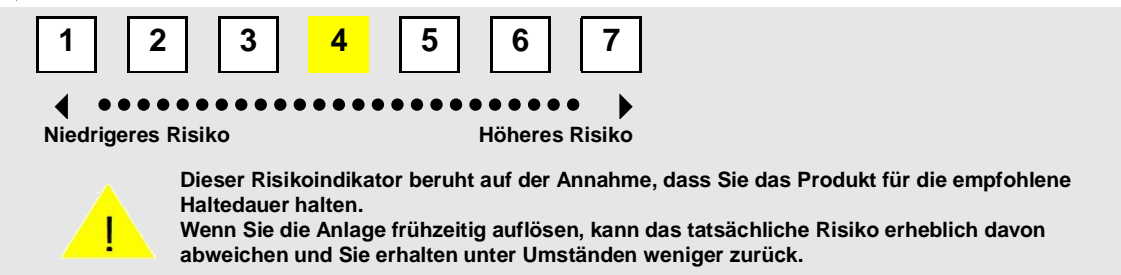 1 2 3 4 5 6 7
Niedrigeres Risiko Höheres Risiko
!
Dieser Risikoindikator beruht auf der Annahme, dass Sie das Produkt für die empfohlene
Haltedauer halten.
Wenn Sie die Anlage frühzeitig auflösen, kann das tatsächliche Risiko erheblich davon
abweichen und Sie erhalten unter Umständen weniger zurück.